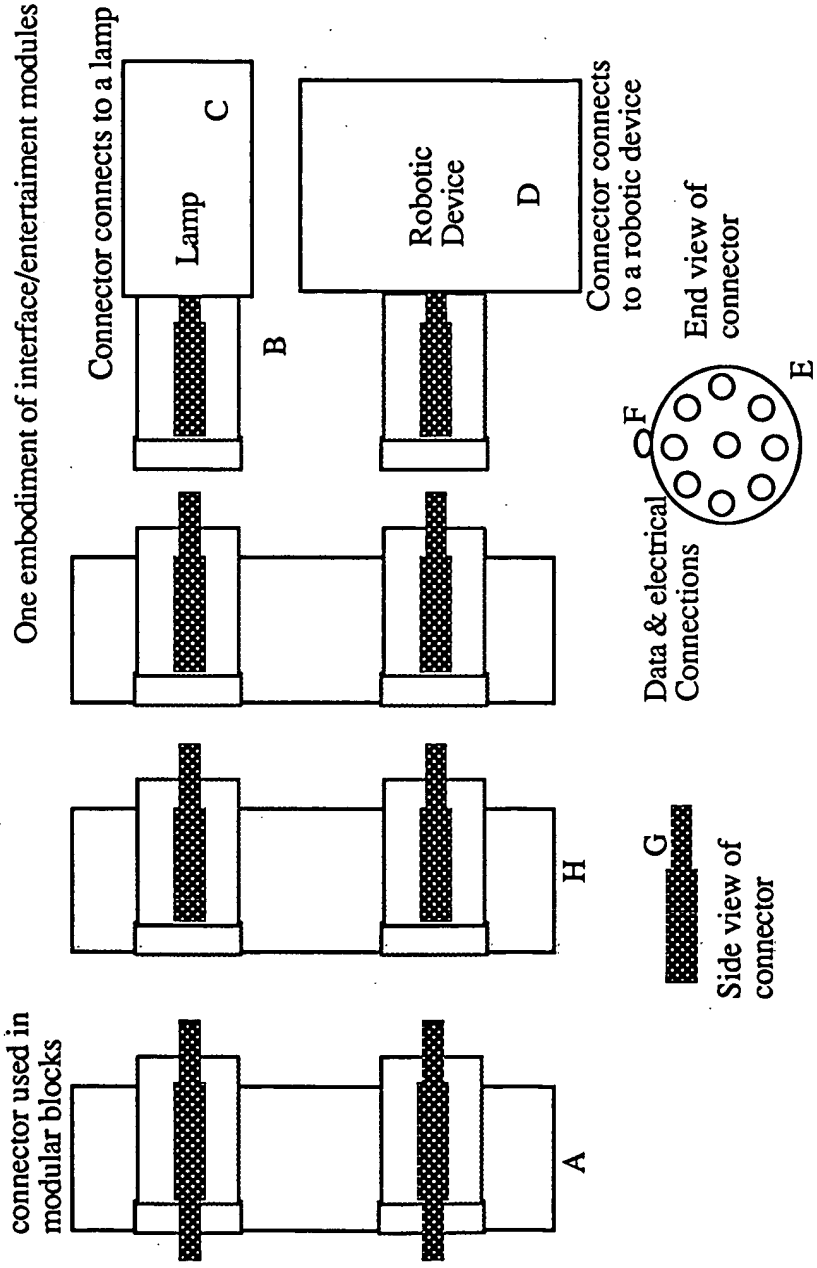 One embodiment of interface/entertaiment modules
connector used in
modular blocks
Connector connects to a lamp
Lamp
C
B
Robotic
Device
D
Connector connects
to a robotic device
A
H
G
Side view of
connector
Data & electrical
Connections
F
E
End view of
connector